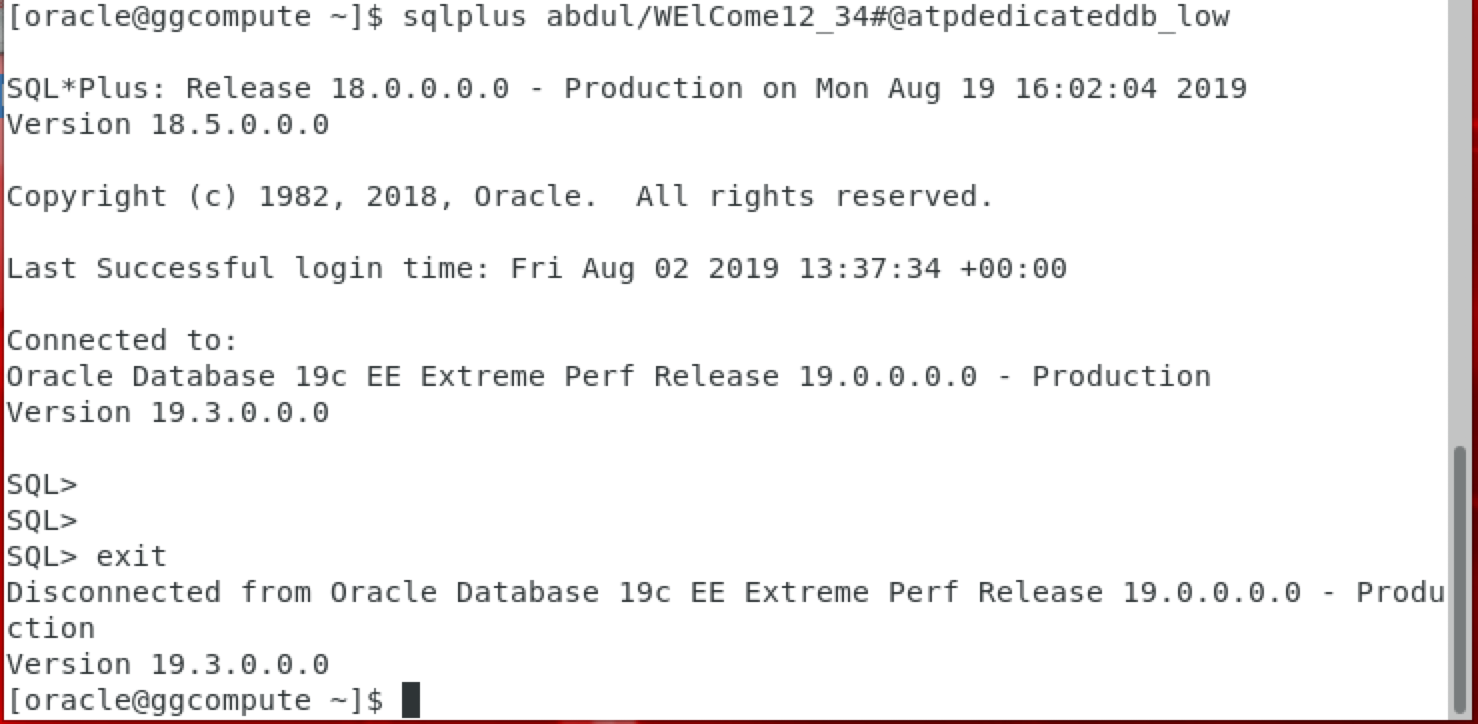 [oracle@ggcompute ~]$ sqlplus abdul/WElCome12_34#@atpdedicateddb_low
SQL*Plus: Release 18.0.0.0.0 - Production on Mon Aug 19 16:02:04 2019
Version 18.5.0.0.0
Copyright (c) 1982, 2018, Oracle.  All rights reserved.
Last Successful login time: Fri Aug 02 2019 13:37:34 +00:00
Connected to:
Oracle Database 19c EE Extreme Perf Release 19.0.0.0.0 - Production
Version 19.3.0.0.0
SQL>
SQL>
SQL> exit
Disconnected from Oracle Database 19c EE Extreme Perf Release 19.0.0.0.0 - Produ
ction
Version 19.3.0.0.0
[oracle@ggcompute ~]$